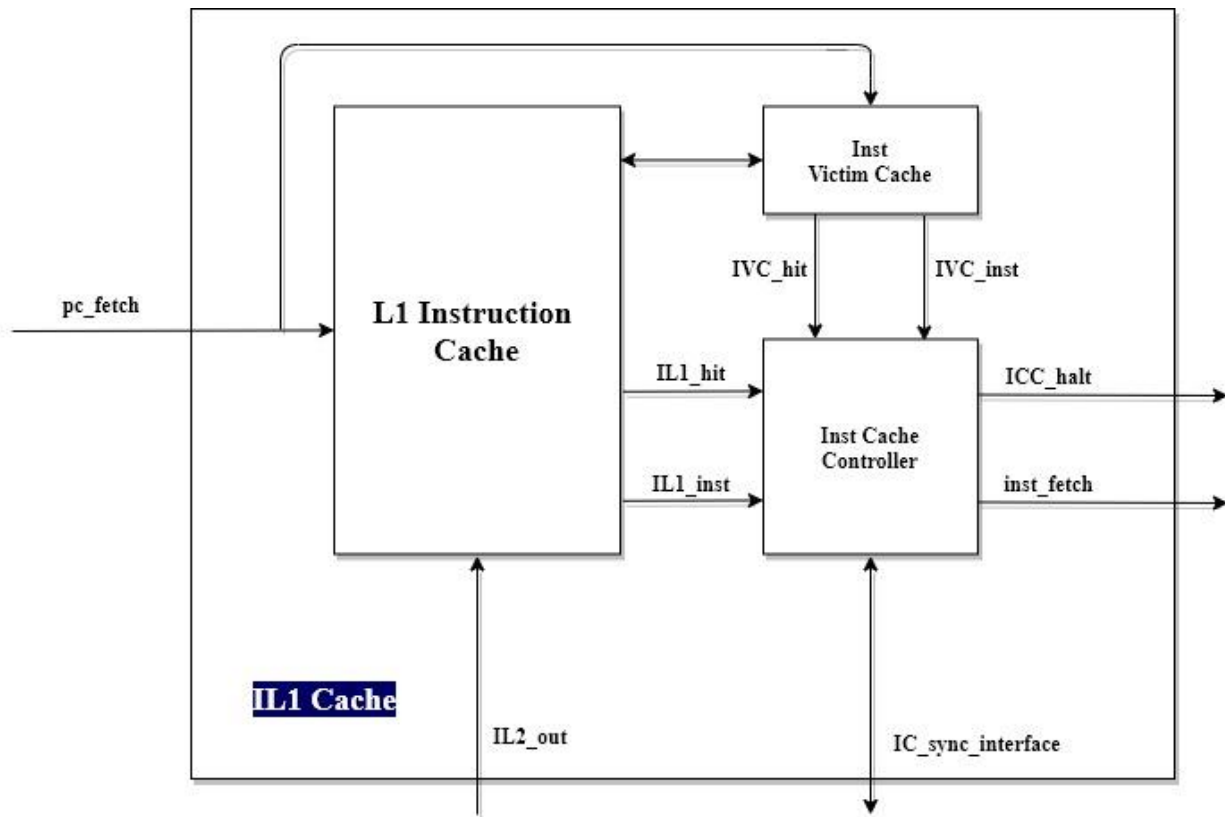 Inst
Victim Cache
IVC_hit
IVC_inst
pc_fetch
L1 Instruction
Cache
IL1_hit
ICC_halt
Inst Cache
Controller
IL1_inst
inst_fetch
IL1 Cache
IL2_out
IC_sync_interface